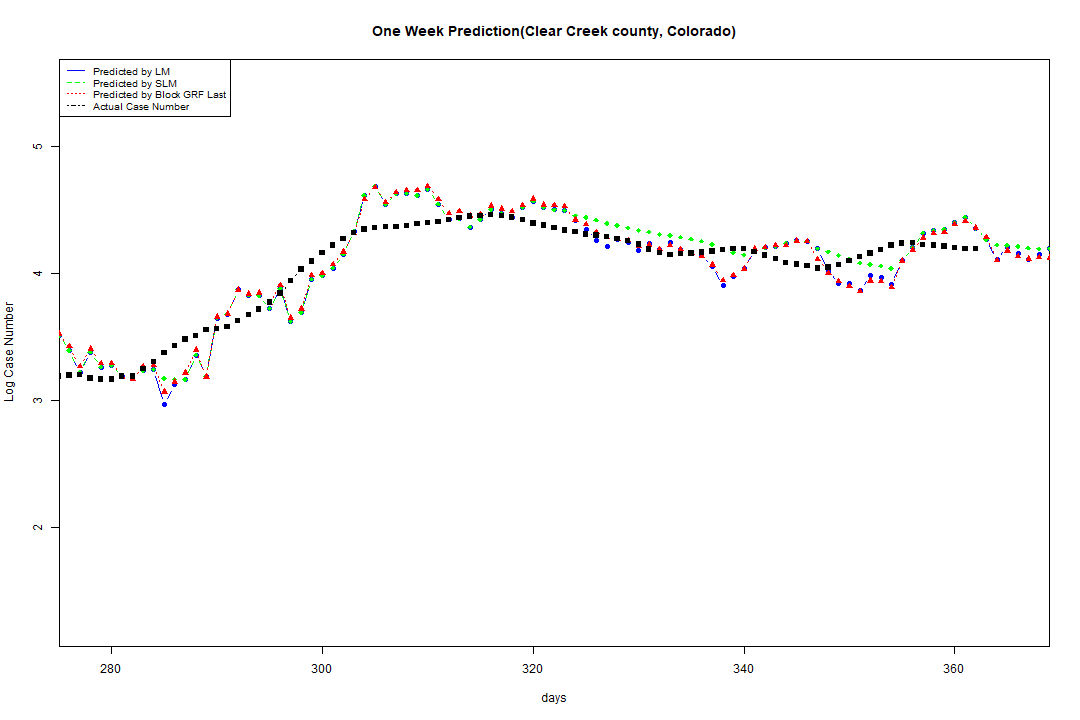 One Week Prediction(Clear Creek county, Colorado)
Predicted by LM
Predicted by SLM
Predicted by Block GRF Last
Actual Case Number
5
4
3
2
Log Case Number
280 300 320 340 360
days